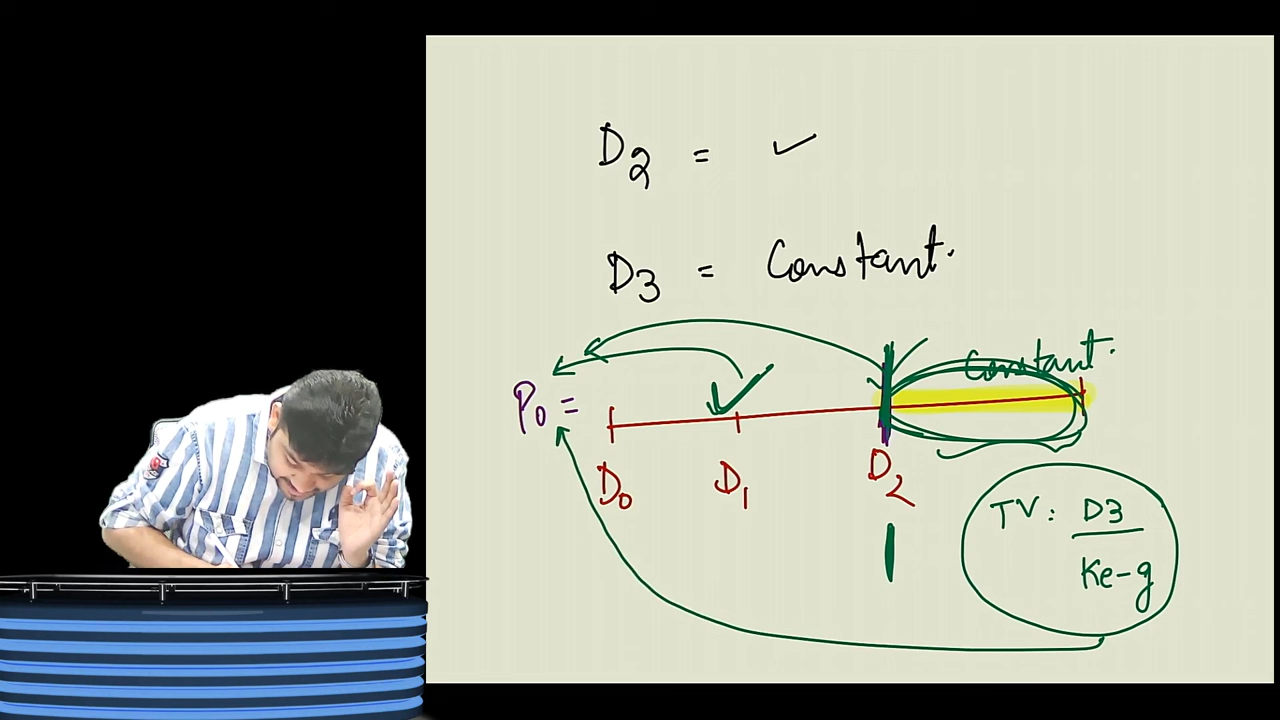 D2 = ✓
D3 = Constant.
Constant.
P0 =
D0 D1 D2
TV: D3
Ke-g